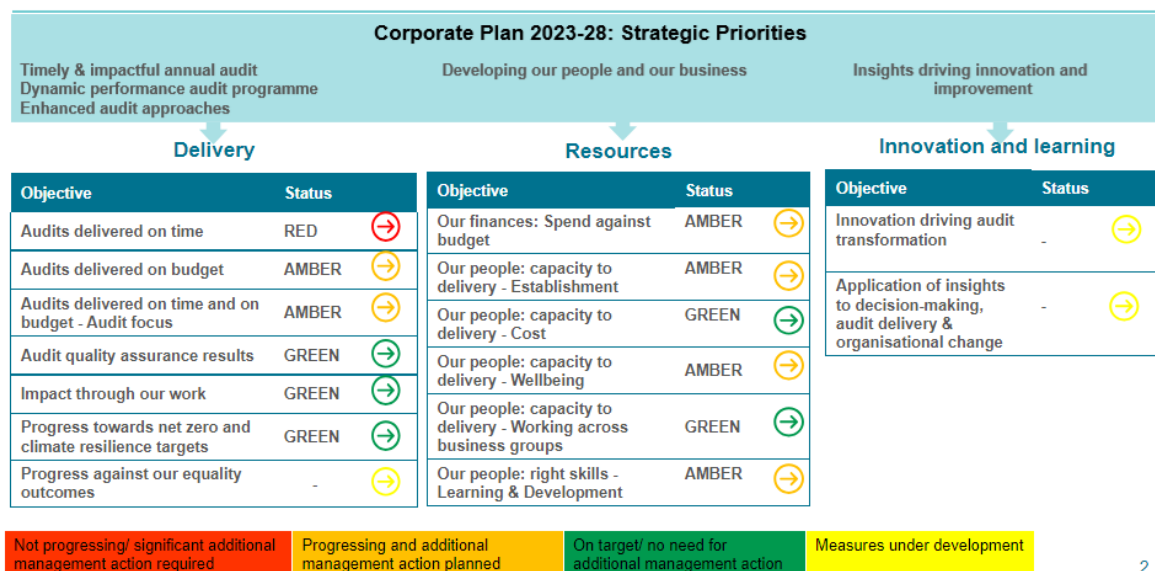 Corporate Plan 2023-28: Strategic Priorities
Timely & impactful annual audit
Dynamic performance audit programme
Enhanced audit approaches
Developing our people and our business
Insights driving innovation and
improvement
Delivery
Objective Status
Audits delivered on time RED
Audits delivered on budget AMBER
Audits delivered on time and on
budget - Audit focus AMBER
Audit quality assurance results GREEN
Impact through our work GREEN
Progress towards net zero and
climate resilience targets GREEN
Progress against our equality
outcomes -
Resources
Objective Status
Our finances: Spend against AMBER
budget
Our people: capacity to AMBER
delivery - Establishment
Our people: capacity to GREEN
delivery - Cost
Our people: capacity to
delivery - Wellbeing AMBER
Our people: capacity to
delivery - Working across GREEN
business groups
Our people: right skills - AMBER
Learning & Development
Innovation and learning
Objective Status
Innovation driving audit
transformation -
Application of insights
to decision-making, -
audit delivery &
organisational change
Not progressing/ significant additional
management action required
Progressing and additional
management action planned
On target/ no need for
additional management action
Measures under development
2